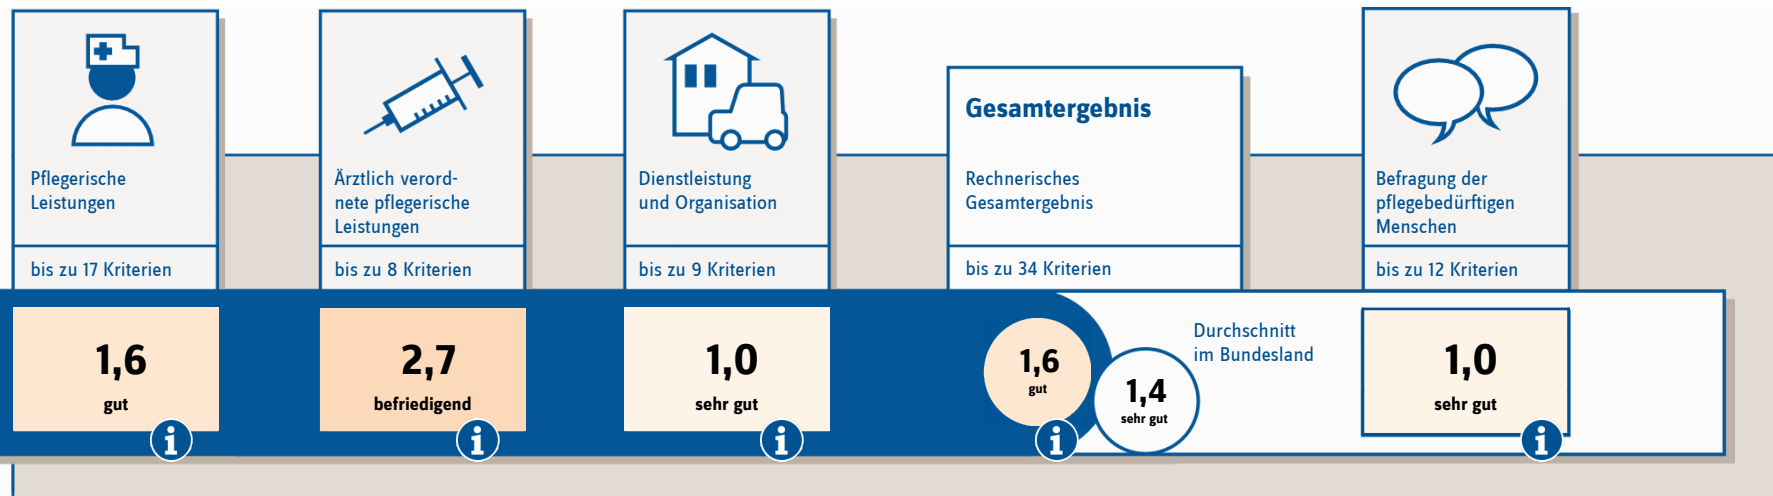 Pflegerische
Leistungen
bis zu 17 Kriterien
1,6
gut
i
Ärztlich verord-
nete pflegerische
Leistungen
bis zu 8 Kriterien
2,7
befriedigend
i
Dienstleistung
und Organisation
bis zu 9 Kriterien
1,0
sehr gut
i
Gesamtergebnis
Rechnerisches
Gesamtergebnis
bis zu 34 Kriterien
1,6
gut
i
1,4
sehr gut
Durchschnitt
im Bundesland
Befragung der
pflegebedürftigen
Menschen
bis zu 12 Kriterien
1,0
sehr gut
i